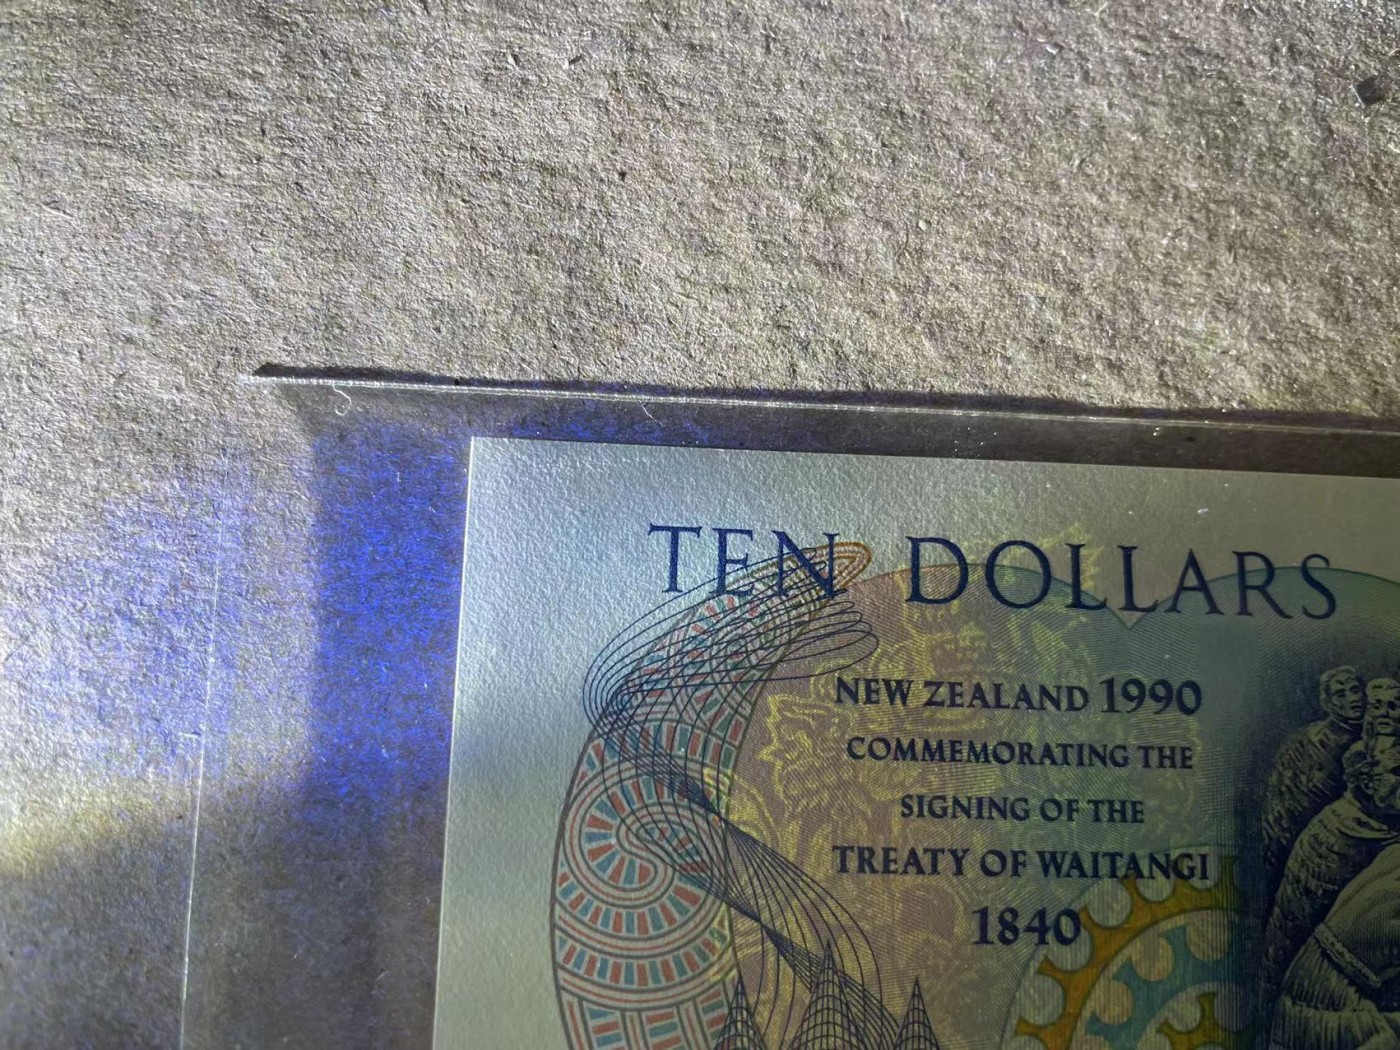 TEN DOLLARS
NEW ZEALAND 1990
COMMEMORATING THE
SIGNING OF THE
TREATY OF WAITANGI
1840